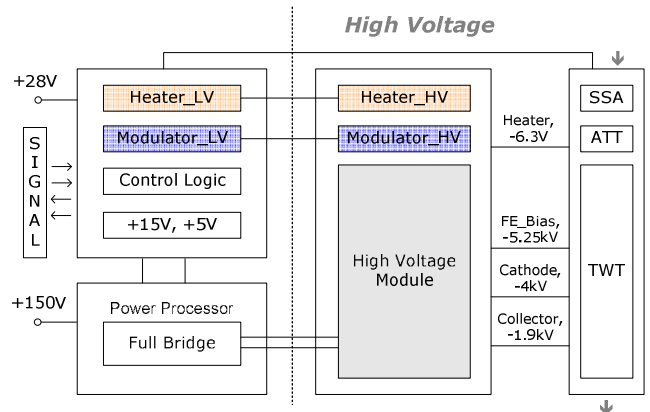 High Voltage
+28V
Heater_LV
Heater_HV
SSA
Modulator_LV
Modulator_HV
Heater,
-6.3V
ATT
SIGNAL
Control Logic
+15V, +5V
High Voltage
Module
FE_Bias,
-5.25kV
Cathode,
-4kV
Collector,
-1.9kV
TWT
+150V
Power Processor
Full Bridge